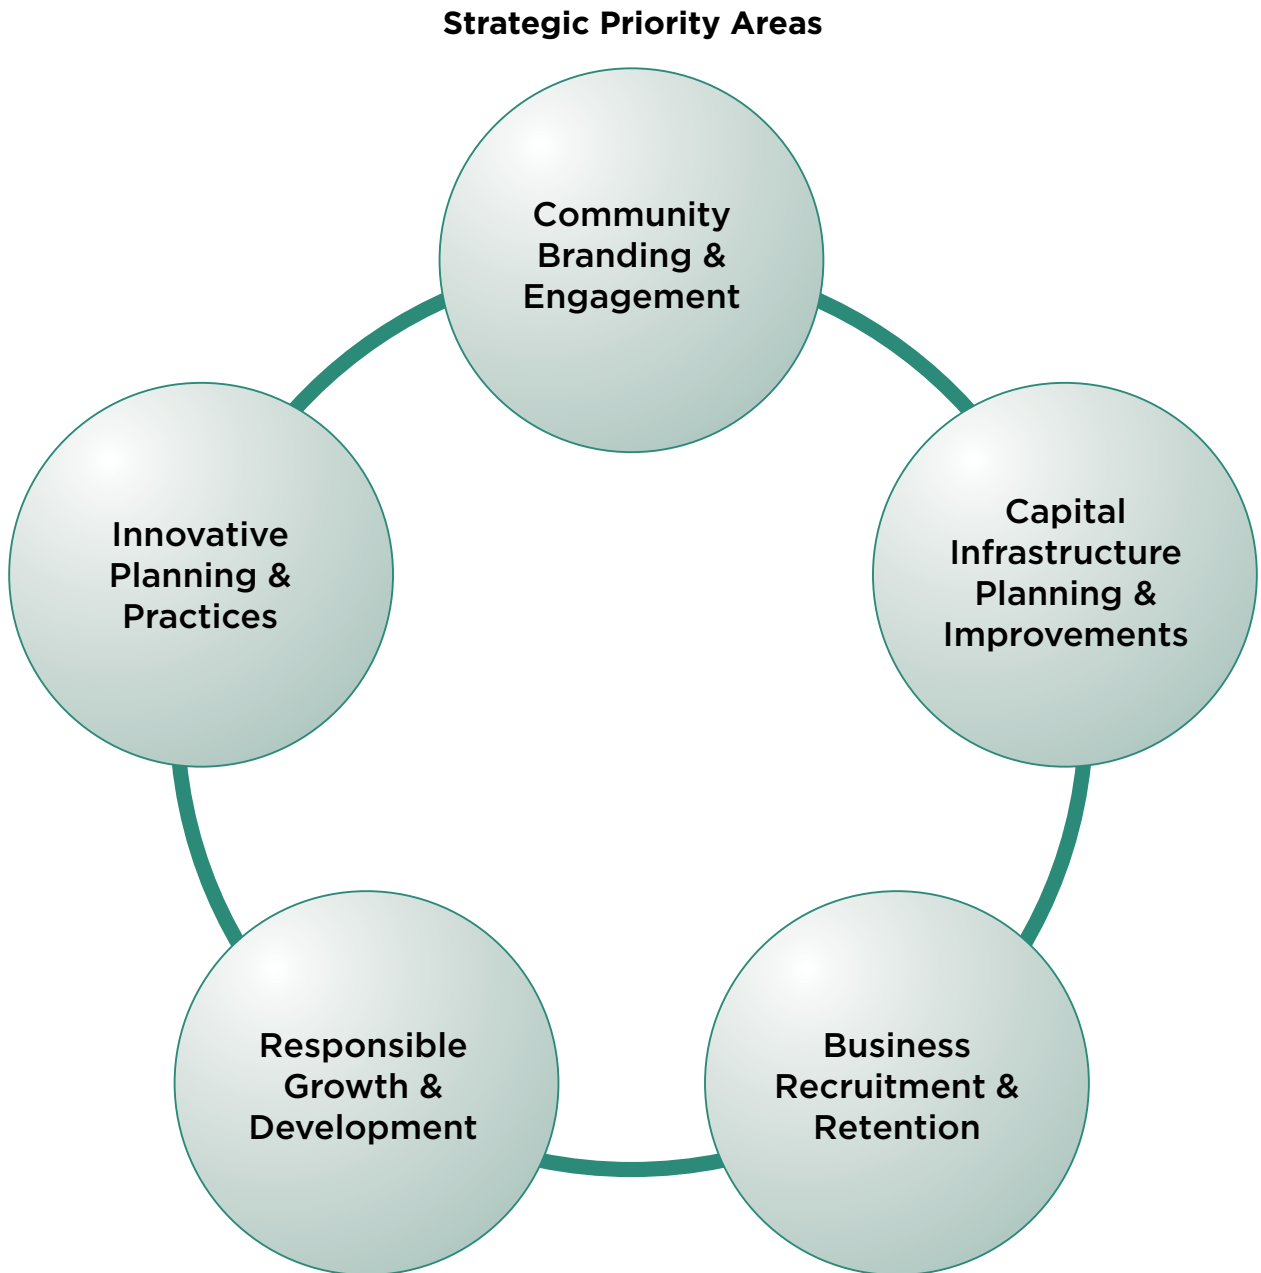 Strategic Priority Areas
Community
Branding &
Engagement
Capital
Infrastructure
Planning &
Improvements
Business
Recruitment &
Retention
Responsible
Growth &
Development
Innovative
Planning &
Practices